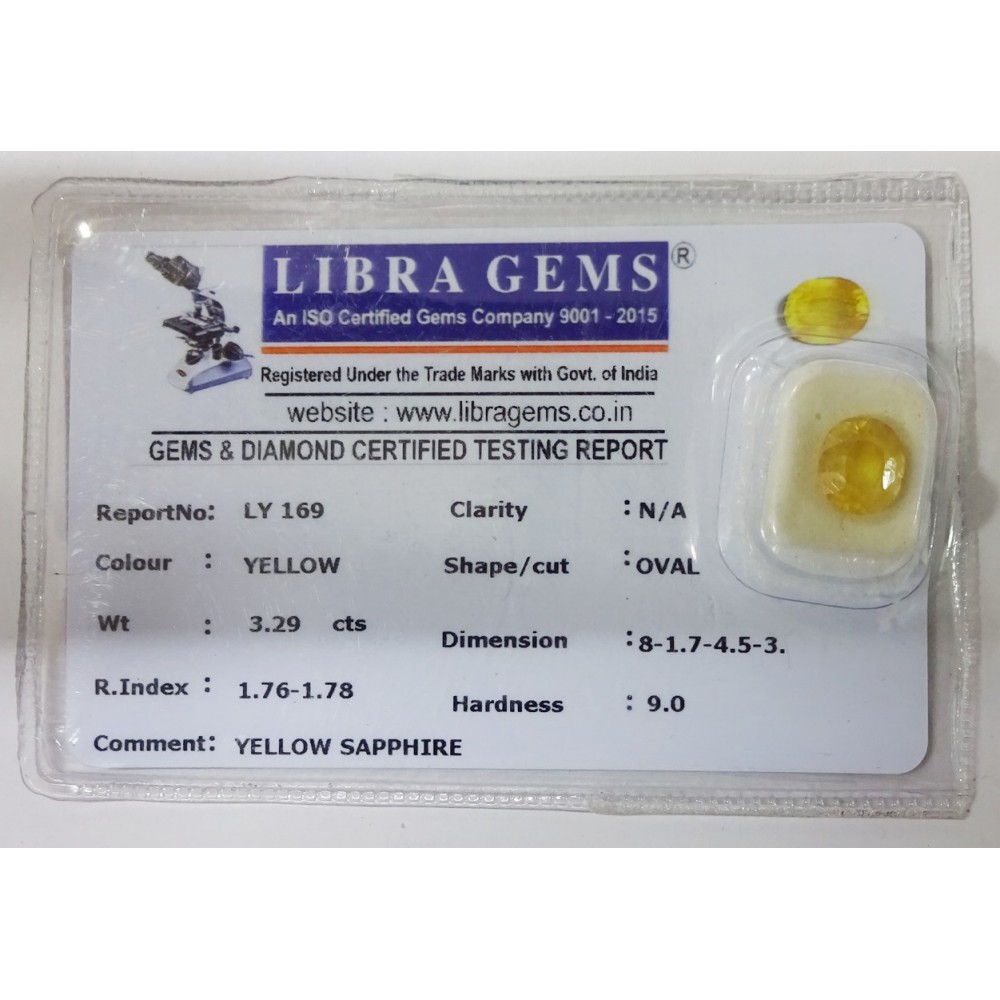 LIBRA GEMS ®
An ISO Certified Gems Company 9001 - 2015
Registered Under the Trade Marks with Govt. of India
website : www.libragems.co.in
GEMS & DIAMOND CERTIFIED TESTING REPORT
ReportNo: LY 169 Clarity : N/A
Colour : YELLOW Shape/cut : OVAL
Wt : 3.29 cts Dimension : 8-1.7-4.5-3.
R.Index : 1.76-1.78 Hardness : 9.0
Comment: YELLOW SAPPHIRE